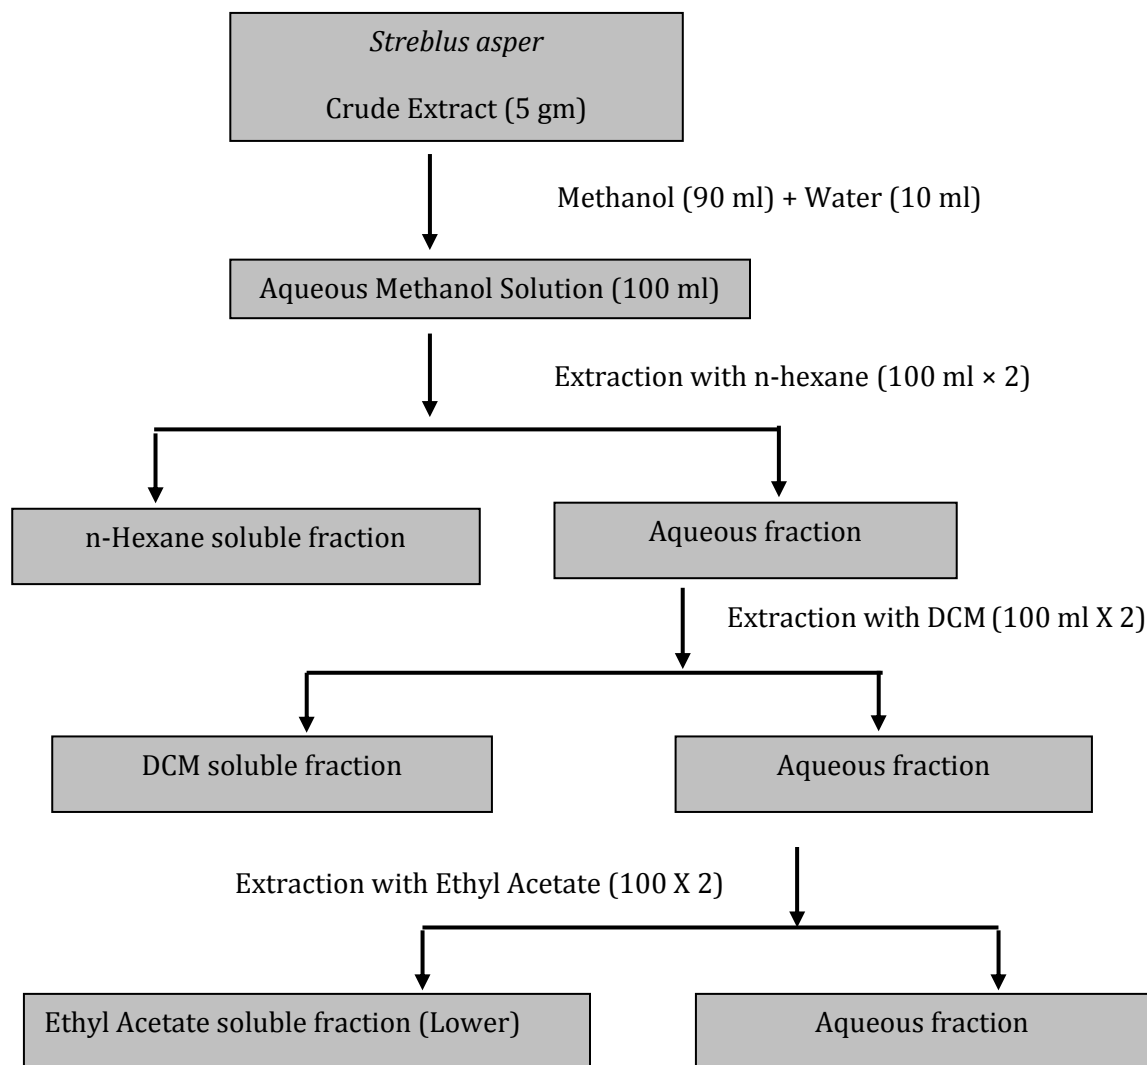 Streblus asper
Crude Extract (5 gm)
Methanol (90 ml) + Water (10 ml)
Aqueous Methanol Solution (100 ml)
Extraction with n-hexane (100 ml × 2)
n-Hexane soluble fraction
Aqueous fraction
Extraction with DCM (100 ml X 2)
DCM soluble fraction
Aqueous fraction
Extraction with Ethyl Acetate (100 X 2)
Ethyl Acetate soluble fraction (Lower)
Aqueous fraction